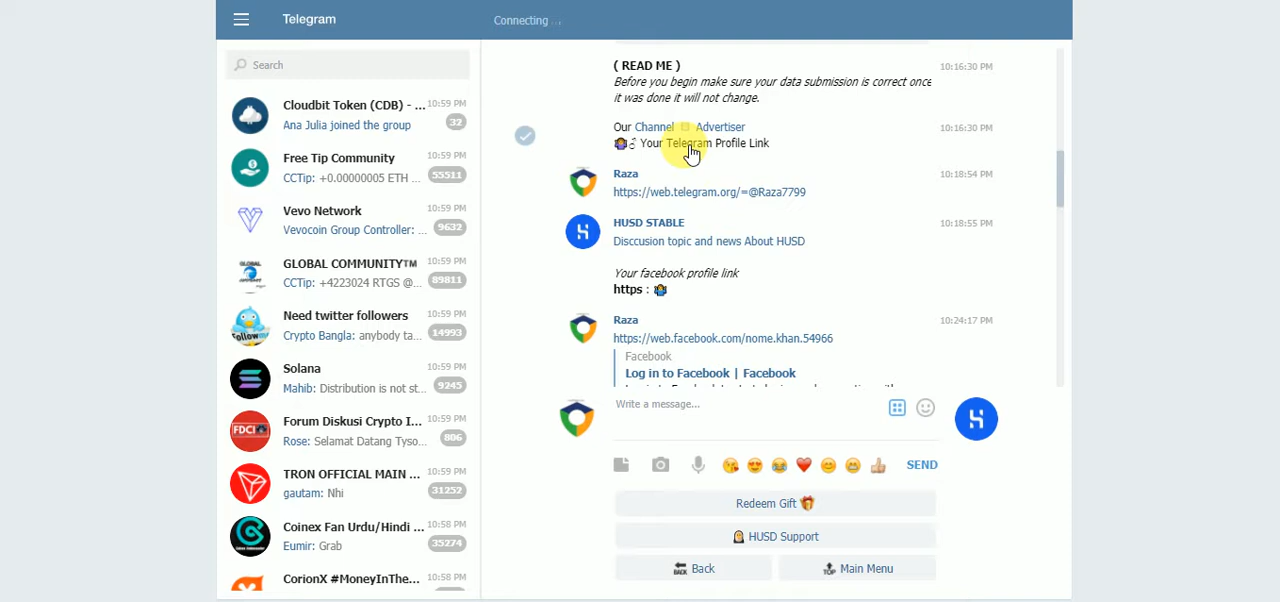 Telegram
Connecting ...
Search
Cloudbit Token (CDB) - ... 10:59 PM
Ana Julia joined the group 32
Free Tip Community 10:59 PM
CCTip: +0.00000005 ETH ... 55511
Vevo Network 10:59 PM
Vevocoin Group Controller: ... 9632
GLOBAL COMMUNITY™ 10:59 PM
CCTip: +4223024 RTGS @... 89811
Need twitter followers 10:59 PM
Crypto Bangla: anybody ta... 14993
Solana 10:59 PM
Mahib: Distribution is not st... 9245
FDCI
Forum Diskusi Crypto I... 10:59 PM
Rose: Selamat Datang Tyso... 806
TRON OFFICIAL MAIN ... 10:59 PM
gautam: Nhi 31252
Coinex Fan Urdu/Hindi ... 10:58 PM
Eumir: Grab 35274
CorionX #MoneyInThe... 10:58 PM
( READ ME ) 10:16:30 PM
Before you begin make sure your data submission is correct once
it was done it will not change.
Our Channel Advertiser 10:16:30 PM
Your Telegram Profile Link
Raza 10:18:54 PM
https://web.telegram.org/=@Raza7799
HUSD STABLE 10:18:55 PM
Disccusion topic and news About HUSD
Your facebook profile link
https :
Raza 10:24:17 PM
https://web.facebook.com/nome.khan.54966
Facebook
Log in to Facebook | Facebook
Write a message...
SEND
Redeem Gift
HUSD Support
BACK Back
TOP Main Menu